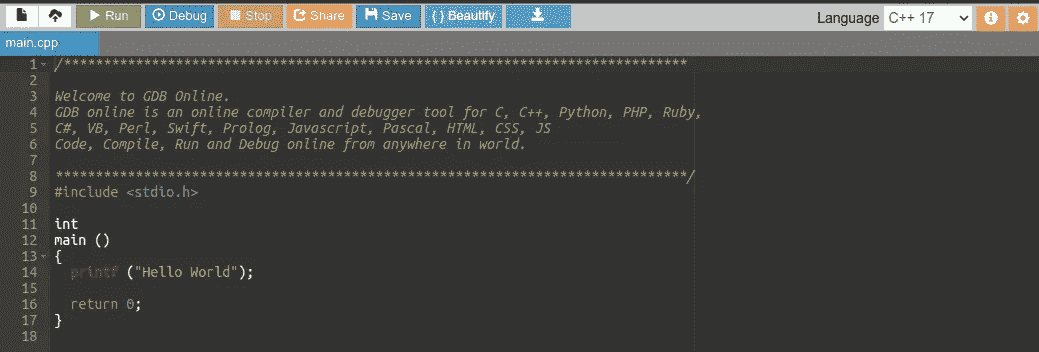 Run Debug Stop Share Save { } Beautify Language C++ 17
main.cpp
1 /******************************************************************************
2
3 Welcome to GDB Online.
4 GDB online is an online compiler and debugger tool for C, C++, Python, PHP, Ruby,
5 C#, VB, Perl, Swift, Prolog, Javascript, Pascal, HTML, CSS, JS
6 Code, Compile, Run and Debug online from anywhere in world.
7
8 *******************************************************************************/
9 #include <stdio.h>
10
11 int
12 main ()
13 {
14 printf ("Hello World");
15
16 return 0;
17 }
18